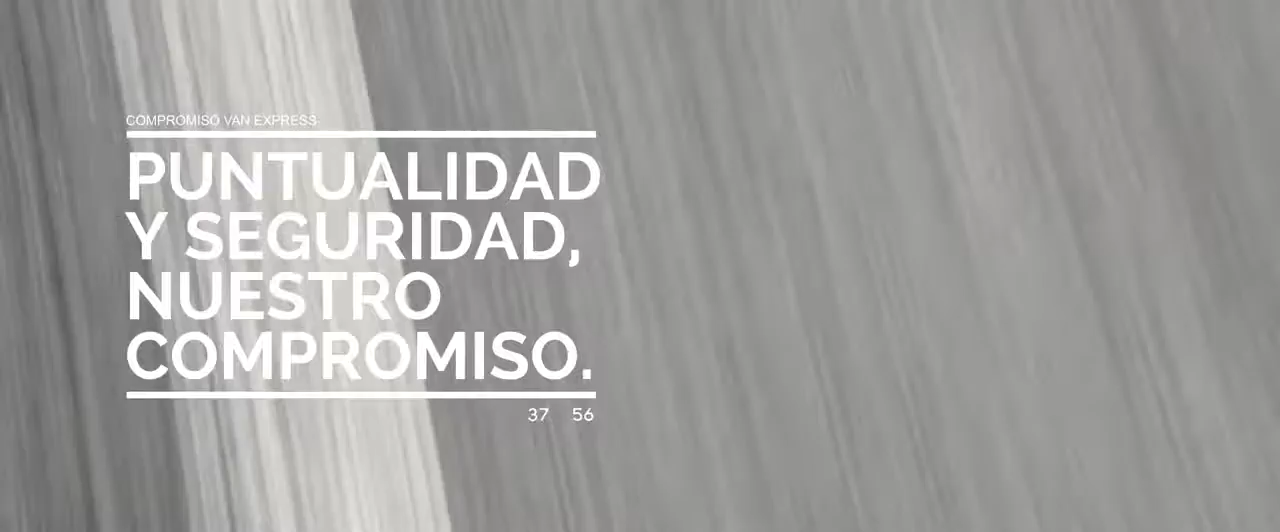 COMPROMISO VAN EXPRESS
PUNTUALIDAD
Y SEGURIDAD,
NUESTRO
COMPROMISO.
37 56